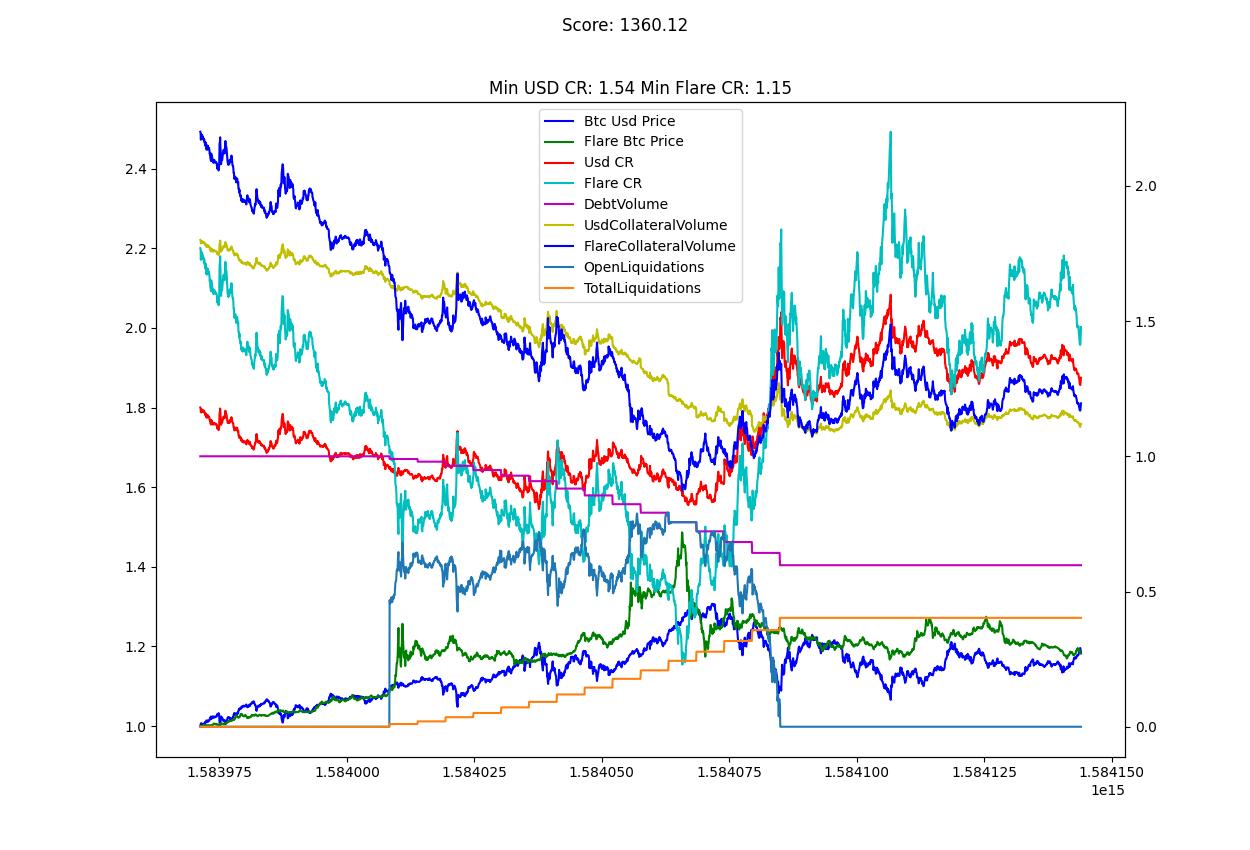 Score: 1360.12
Min USD CR: 1.54 Min Flare CR: 1.15
Btc Usd Price
Flare Btc Price
Usd CR
Flare CR
DebtVolume
UsdCollateralVolume
FlareCollateralVolume
OpenLiquidations
TotalLiquidations
2.4
2.2
2.0
1.8
1.6
1.4
1.2
1.0
2.0
1.5
1.0
0.5
0.0
1.583975 1.584000 1.584025 1.584050 1.584075 1.584100 1.584125 1.584150
1e15